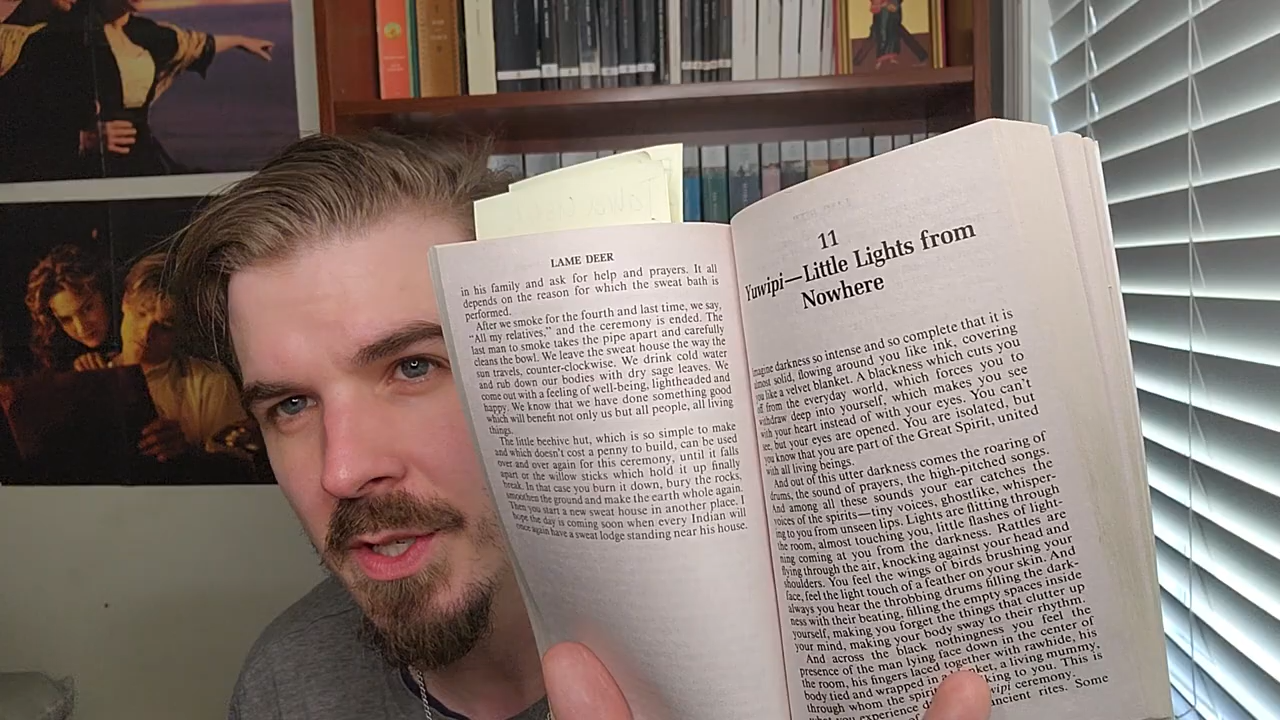 LAME DEER
in his family and ask for help and prayers. It all
depends on the reason for which the sweat bath is
performed.
After we smoke for the fourth and last time, we say,
"All my relatives," and the ceremony is ended. The
last man to smoke takes the pipe apart and carefully
cleans the bowl. We leave the sweat house the way the
sun travels, counter-clockwise. We drink cold water
and rub down our bodies with dry sage leaves. We
come out with a feeling of well-being, lightheaded and
happy. We know that we have done something good
which will benefit not only us but all people, all living
things.
The little beehive hut, which is so simple to make
and which doesn't cost a penny to build, can be used
over and over again for this ceremony, until it falls
apart or the willow sticks which hold it up finally
break. In that case you burn it down, bury the rocks,
smoothen the ground and make the earth whole again.
Then you start a new sweat house in another place. I
hope the day is coming soon when every Indian will
once again have a sweat lodge standing near his house.
11
Yuwipi—Little Lights from
Nowhere
Imagine darkness so intense and so complete that it is
almost solid, flowing around you like ink, covering
you like a velvet blanket. A blackness which cuts you
off from the everyday world, which forces you to
withdraw deep into yourself, which makes you see
with your heart instead of with your eyes. You can't
see, but your eyes are opened. You are isolated, but
you know that you are part of the Great Spirit, united
with all living beings.
And out of this utter darkness comes the roaring of
drums, the sound of prayers, the high-pitched songs.
And among all these sounds your ear catches the
voices of the spirits—tiny voices, ghostlike, whisper-
ing to you from unseen lips. Lights are flitting through
the room, almost touching you, little flashes of light-
ning coming at you from the darkness. Rattles are
flying through the air, knocking against your head and
shoulders. You feel the wings of birds brushing your
face, feel the light touch of a feather on your skin. And
always you hear the throbbing drums filling the dark-
ness with their beating, filling the empty spaces inside
yourself, making you forget the things that clutter up
your mind, making your body sway to their rhythm.
And across the black nothingness you feel the
presence of the man lying face down in the center of
the room, his fingers laced together with rawhide, his
body tied and wrapped in a blanket, a living mummy,
through whom the spirits to you. This is
what you experience ceremony.
of ancient rites. Some